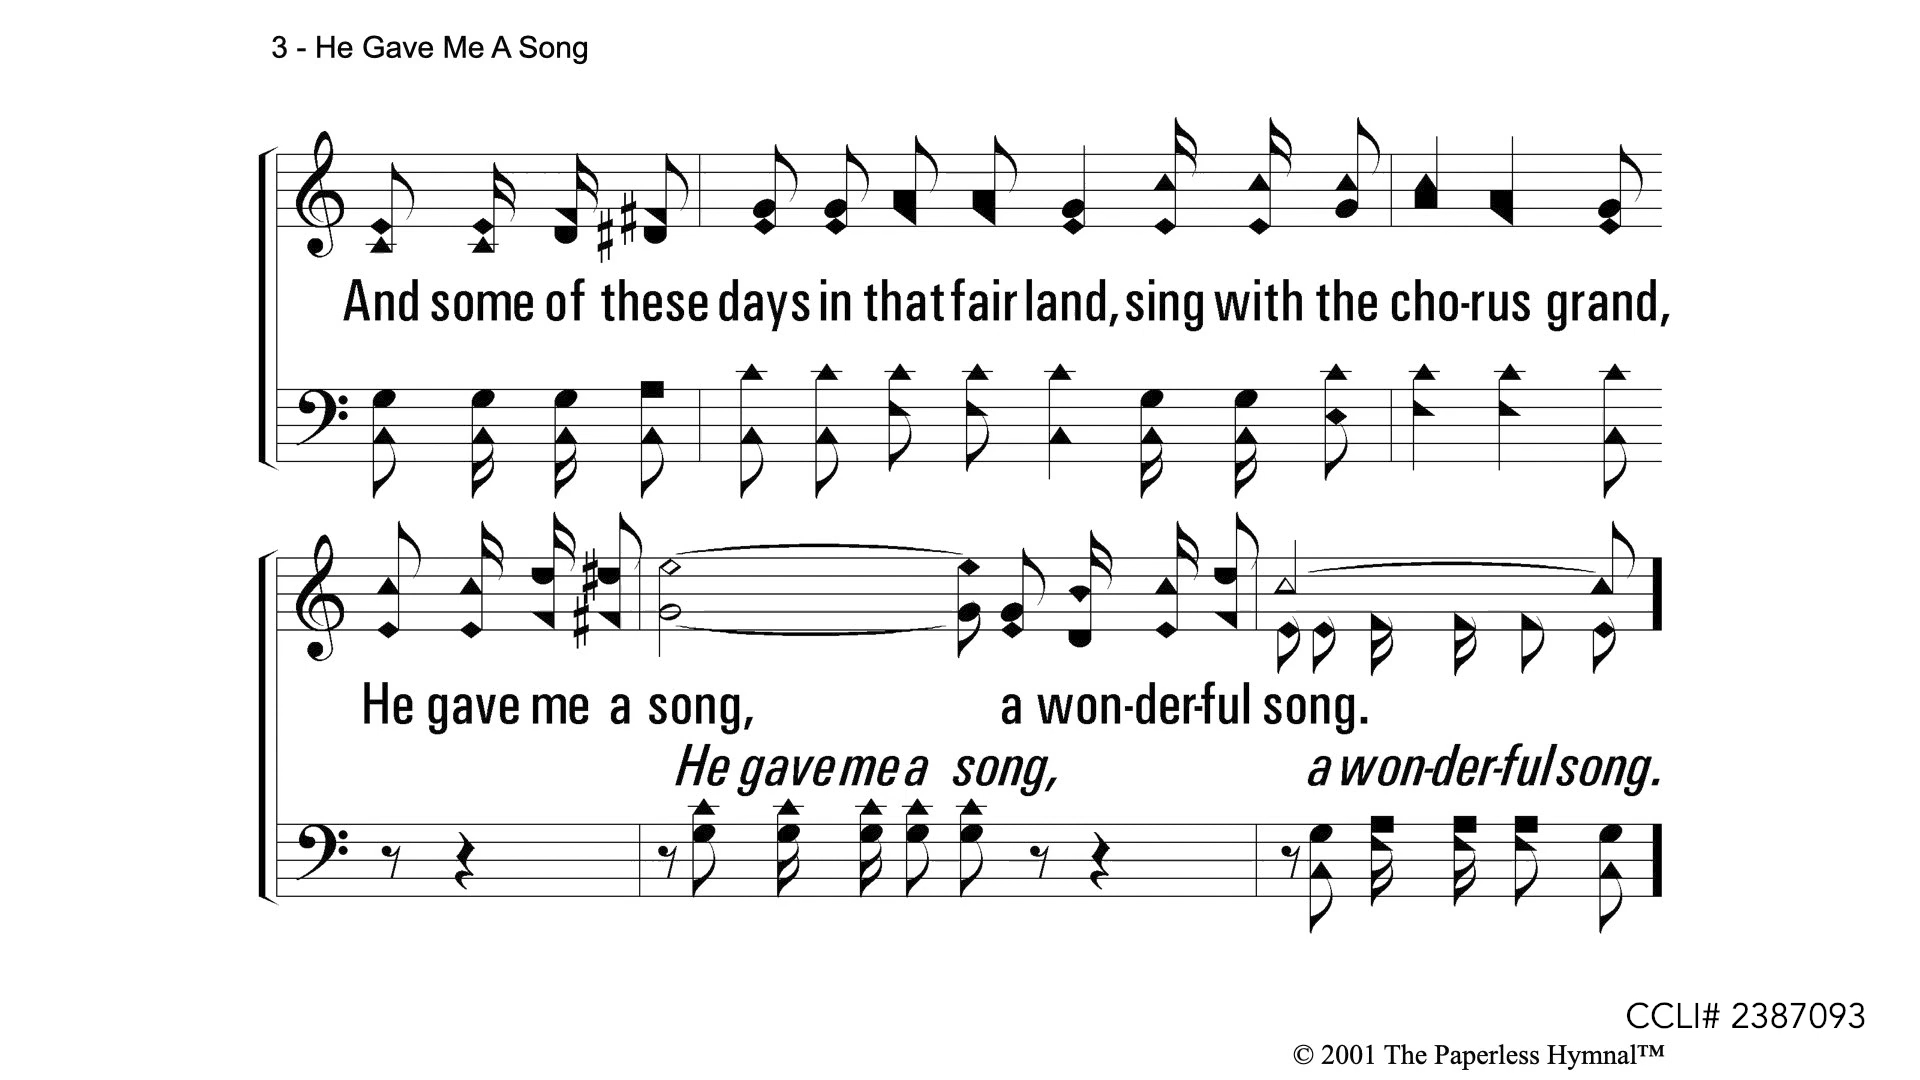 3 - He Gave Me A Song
And some of these days in that fair land, sing with the cho-rus grand,
He gave me a song, a won-der-ful song.
He gave me a song, a won-der-ful song.
CCLI# 2387093
© 2001 The Paperless Hymnal™